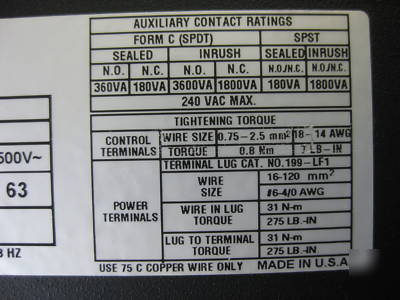 AUXILIARY CONTACT RATINGS
FORM C (SPDT) SPST
SEALED INRUSH SEALED INRUSH
N.O. N.C. N.O. N.C. N.O./N.C. N.O./N.C.
360VA 180VA 3600VA 1800VA 180VA 1800VA
240 VAC MAX.
TIGHTENING TORQUE
CONTROL TERMINALS WIRE SIZE 0.75-2.5 mm² 18-14 AWG
TORQUE 0.8 Nm 7 LB-IN
TERMINAL LUG CAT. NO.199-LF1
POWER TERMINALS
WIRE SIZE 16-120 mm²
#6-4/0 AWG
WIRE IN LUG TORQUE 31 N-m
275 LB.-IN
LUG TO TERMINAL TORQUE 31 N-m
275 LB.-IN
USE 75 C COPPER WIRE ONLY MADE IN U.S.A
500V~
63
HZ